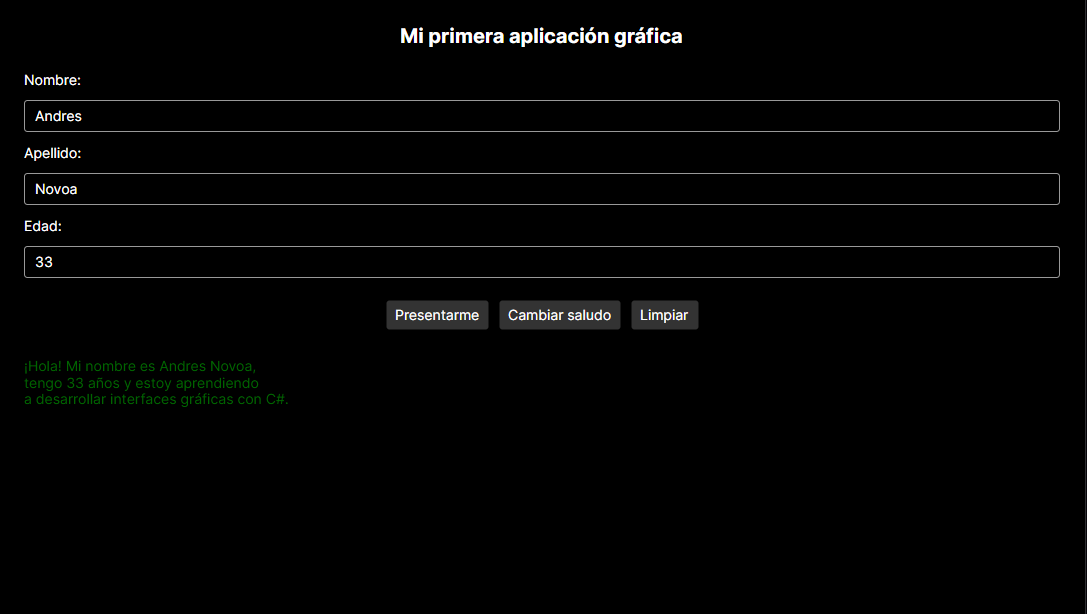 Mi primera aplicación gráfica
Nombre:
Andres
Apellido:
Novoa
Edad:
33
Presentarme Cambiar saludo Limpiar
¡Hola! Mi nombre es Andres Novoa,
tengo 33 años y estoy aprendiendo
a desarrollar interfaces gráficas con C#.